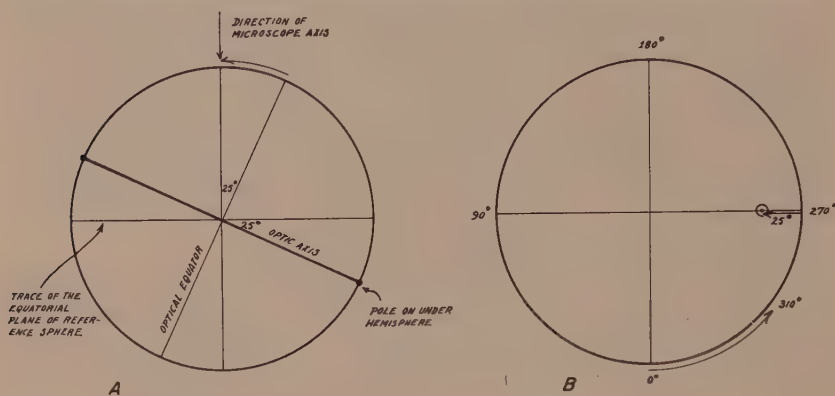 DIRECTION OF
MICROSCOPE AXIS
25°
25°
OPTIC AXIS
OPTICAL EQUATOR
TRACE OF THE
EQUATORIAL
PLANE OF REFER-
ENCE SPHERE.
POLE ON UNDER
HEMISPHERE
A
180°
90°
270°
25°
310°
0°
B